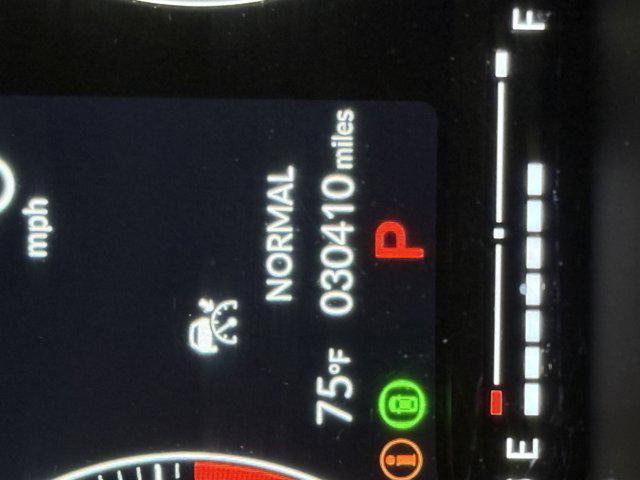 mph
NORMAL
75°F 030410 miles
P
E F